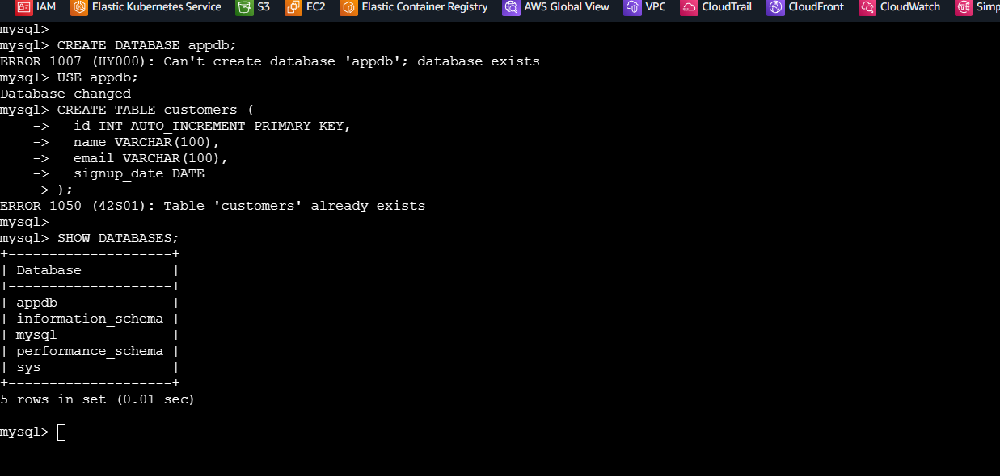 IAM Elastic Kubernetes Service S3 EC2 Elastic Container Registry AWS Global View VPC CloudTrail CloudFront CloudWatch Simp
mysql>
mysql> CREATE DATABASE appdb;
ERROR 1007 (HY000): Can't create database 'appdb'; database exists
mysql> USE appdb;
Database changed
mysql> CREATE TABLE customers (
    ->   id INT AUTO_INCREMENT PRIMARY KEY,
    ->   name VARCHAR(100),
    ->   email VARCHAR(100),
    ->   signup_date DATE
    -> );
ERROR 1050 (42S01): Table 'customers' already exists
mysql>
mysql> SHOW DATABASES;
+--------------------+
| Database           |
+--------------------+
| appdb              |
| information_schema |
| mysql              |
| performance_schema |
| sys                |
+--------------------+
5 rows in set (0.01 sec)
mysql>